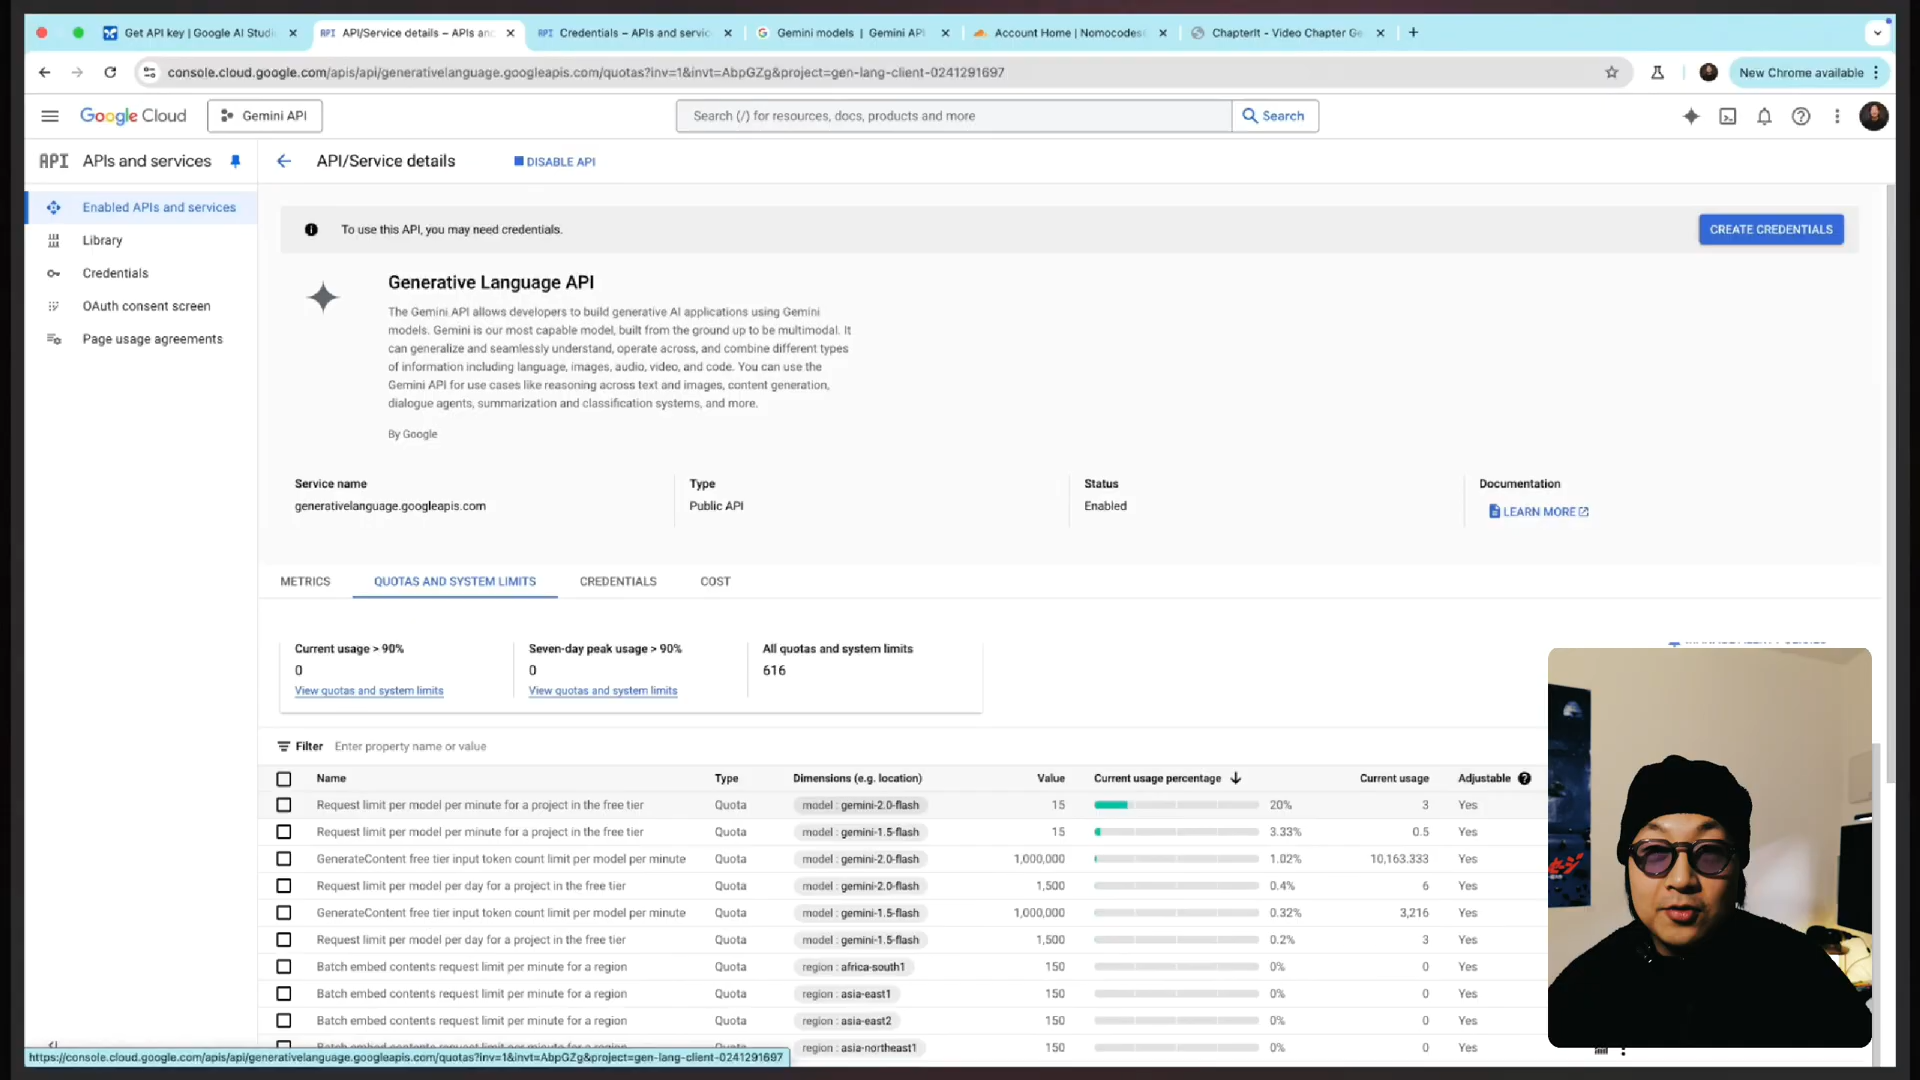 Get API key | Google AI Studi
API/Service details – APIs anc
Credentials – APIs and servic
Gemini models | Gemini API
Account Home | Nomocodes
ChapterIt - Video Chapter Ge
console.cloud.google.com/apis/api/generativelanguage.googleapis.com/quotas?inv=1&invt=AbpGZg&project=gen-lang-client-0241291697
New Chrome available
Google Cloud
Gemini API
Search (/) for resources, docs, products and more
Search
API APIs and services
API/Service details
DISABLE API
Enabled APIs and services
Library
Credentials
OAuth consent screen
Page usage agreements
To use this API, you may need credentials.
CREATE CREDENTIALS
Generative Language API
The Gemini API allows developers to build generative AI applications using Gemini
models. Gemini is our most capable model, built from the ground up to be multimodal. It
can generalize and seamlessly understand, operate across, and combine different types
of information including language, images, audio, video, and code. You can use the
Gemini API for use cases like reasoning across text and images, content generation,
dialogue agents, summarization and classification systems, and more.
By Google
Service name
generativelanguage.googleapis.com
Type
Public API
Status
Enabled
Documentation
LEARN MORE
METRICS
QUOTAS AND SYSTEM LIMITS
CREDENTIALS
COST
Current usage > 90%
0
View quotas and system limits
Seven-day peak usage > 90%
0
View quotas and system limits
All quotas and system limits
616
Filter Enter property name or value
Name Type Dimensions (e.g. location) Value Current usage percentage Current usage Adjustable
Request limit per model per minute for a project in the free tier Quota model : gemini-2.0-flash 15 20% 3 Yes
Request limit per model per minute for a project in the free tier Quota model : gemini-1.5-flash 15 3.33% 0.5 Yes
GenerateContent free tier input token count limit per model per minute Quota model : gemini-2.0-flash 1,000,000 1.02% 10,163.333 Yes
Request limit per model per day for a project in the free tier Quota model : gemini-2.0-flash 1,500 0.4% 6 Yes
GenerateContent free tier input token count limit per model per minute Quota model : gemini-1.5-flash 1,000,000 0.32% 3,216 Yes
Request limit per model per day for a project in the free tier Quota model : gemini-1.5-flash 1,500 0.2% 3 Yes
Batch embed contents request limit per minute for a region Quota region : africa-south1 150 0% 0 Yes
Batch embed contents request limit per minute for a region Quota region : asia-east1 150 0% 0 Yes
Batch embed contents request limit per minute for a region Quota region : asia-east2 150 0% 0 Yes
Batch embed contents request limit per minute for a region Quota region : asia-northeast1 150 0% 0 Yes
https://console.cloud.google.com/apis/api/generativelanguage.googleapis.com/quotas?inv=1&invt=AbpGZg&project=gen-lang-client-0241291697